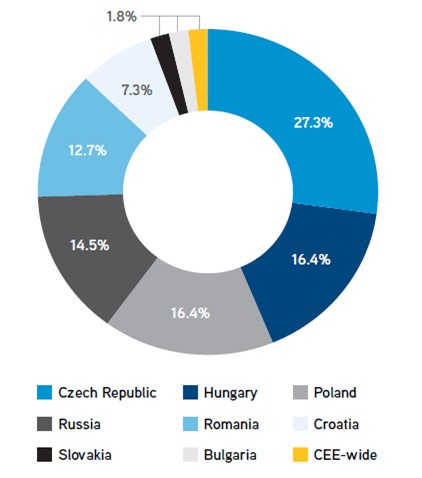 1.8%
7.3%
27.3%
12.7%
14.5%
16.4%
16.4%
Czech Republic Hungary Poland
Russia Romania Croatia
Slovakia Bulgaria CEE-wide